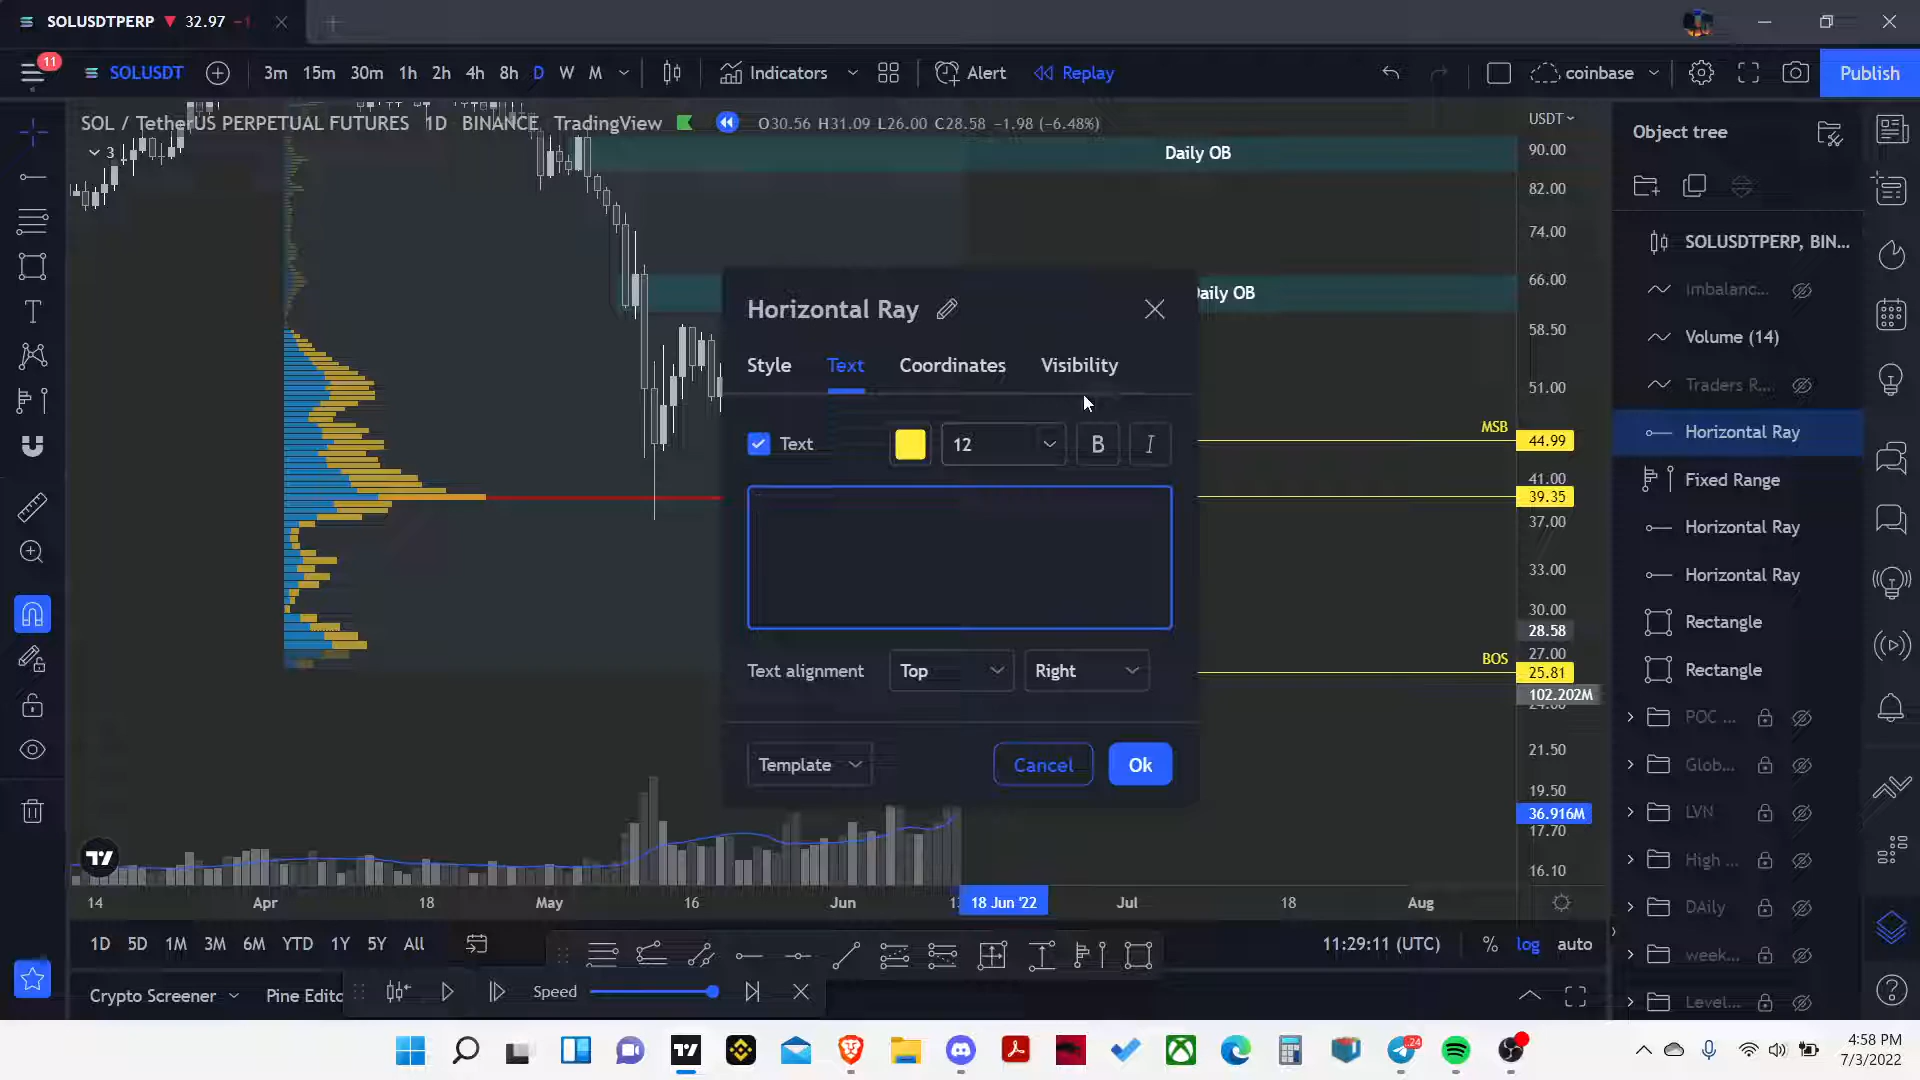 SOLUSDTPERP ▼ 32.97 −1
11 SOLUSDT 3m 15m 30m 1h 2h 4h 8h D W M Indicators Alert Replay coinbase Publish
SOL / TetherUS PERPETUAL FUTURES 1D BINANCE TradingView O30.56 H31.09 L26.00 C28.58 −1.98 (−6.48%)
3
USDT
Daily OB
90.00
82.00
74.00
66.00
58.50
51.00
Daily OB
MSB 44.99
41.00
39.35
37.00
33.00
30.00
28.58
27.00
BOS 25.81
102.202M
24.00
21.50
19.50
36.916M
17.70
16.10
Horizontal Ray
Style Text Coordinates Visibility
Text 12 B I
Text alignment Top Right
Template Cancel Ok
Object tree
SOLUSDTPERP, BIN...
Imbalanc...
Volume (14)
Traders R...
Horizontal Ray
Fixed Range
Horizontal Ray
Horizontal Ray
Rectangle
Rectangle
POC ...
Glob...
LVN
High ...
DAily
week...
Level...
14 Apr 18 May 16 Jun 18 Jun '22 Jul 18 Aug
1D 5D 1M 3M 6M YTD 1Y 5Y All 11:29:11 (UTC) % log auto
Crypto Screener Pine Edito Speed
24
4:58 PM
7/3/2022